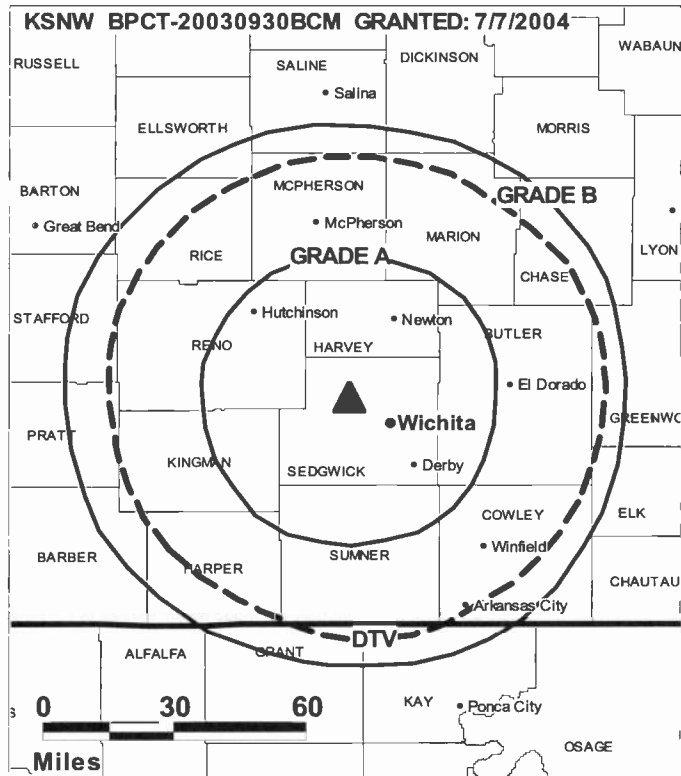 KSNW BPCT-20030930BCM GRANTED: 7/7/2004
WABAUN
RUSSELL
SALINE
DICKINSON
Salina
ELLSWORTH
MORRIS
BARTON
MCPHERSON
GRADE B
Great Bend
McPherson
MARION
LYON
RICE
GRADE A
CHASE
STAFFORD
Hutchinson
Newton
BUTLER
RENO
HARVEY
El Dorado
Wichita
GREENWO
PRATT
KINGMAN
SEDGWICK
Derby
COWLEY
ELK
BARBER
HARPER
SUMNER
Winfield
CHAUTAU
Arkansas City
DTV
ALFALFA
GRANT
KAY
Ponca City
S
0 30 60
Miles
OSAGE